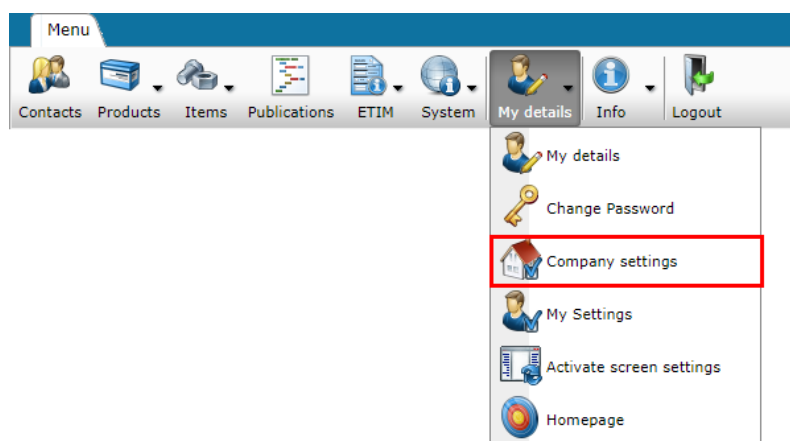 Menu
Contacts Products Items Publications ETIM System My details Info Logout
My details
Change Password
Company settings
My Settings
Activate screen settings
Homepage